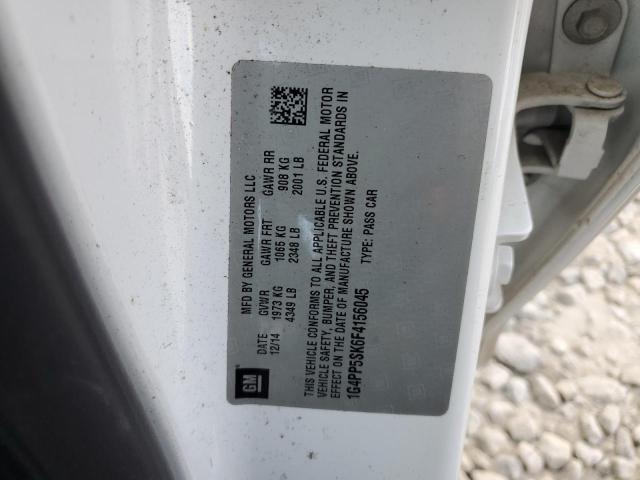 MFD BY GENERAL MOTORS LLC
DATE GVWR GAWR FRT GAWR RR
12/14 1973 KG 1065 KG 908 KG
4349 LB 2348 LB 2001 LB
THIS VEHICLE CONFORMS TO ALL APPLICABLE U.S. FEDERAL MOTOR
VEHICLE SAFETY, BUMPER, AND THEFT PREVENTION STANDARDS IN
EFFECT ON THE DATE OF MANUFACTURE SHOWN ABOVE.
1G4PP5SK6F4156045 TYPE: PASS CAR
GM